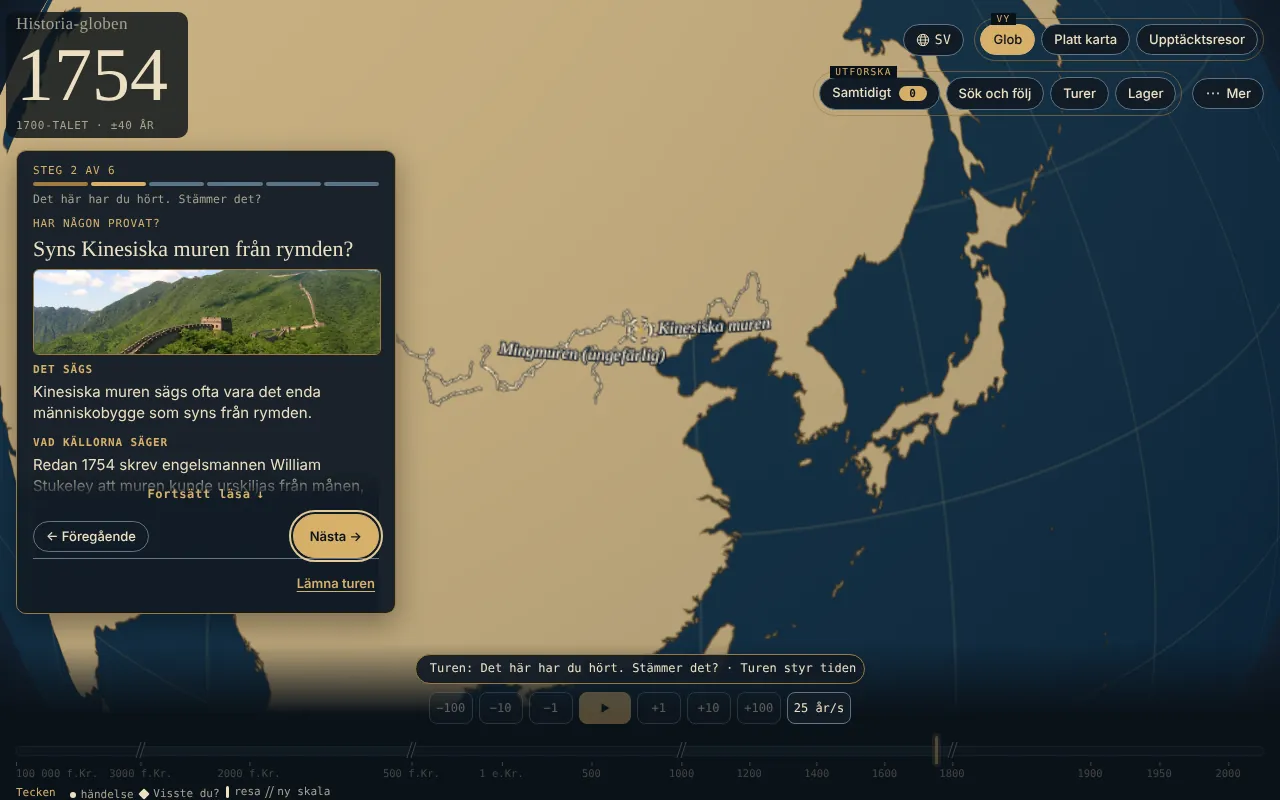 Historia-globen
1754
1700-TALET · ±40 ÅR
SV
VY
Glob
Platt karta
Upptäcktsresor
UTFORSKA
Samtidigt 0
Sök och följ
Turer
Lager
··· Mer
STEG 2 AV 6
Det här har du hört. Stämmer det?
HAR NÅGON PROVAT?
Syns Kinesiska muren från rymden?
DET SÄGS
Kinesiska muren sägs ofta vara det enda
människobygge som syns från rymden.
VAD KÄLLORNA SÄGER
Redan 1754 skrev engelsmannen William
Stukeley att muren kunde urskiljas från månen,
Fortsätt läsa ↓
← Föregående
Nästa →
Lämna turen
Kinesiska muren
Mingmuren (ungefärlig)
Turen: Det här har du hört. Stämmer det? · Turen styr tiden
−100
−10
−1
+1
+10
+100
25 år/s
100 000 f.Kr.
3000 f.Kr.
2000 f.Kr.
500 f.Kr.
1 e.Kr.
500
1000
1200
1400
1600
1800
1900
1950
2000
Tecken
händelse
Visste du?
resa
// ny skala